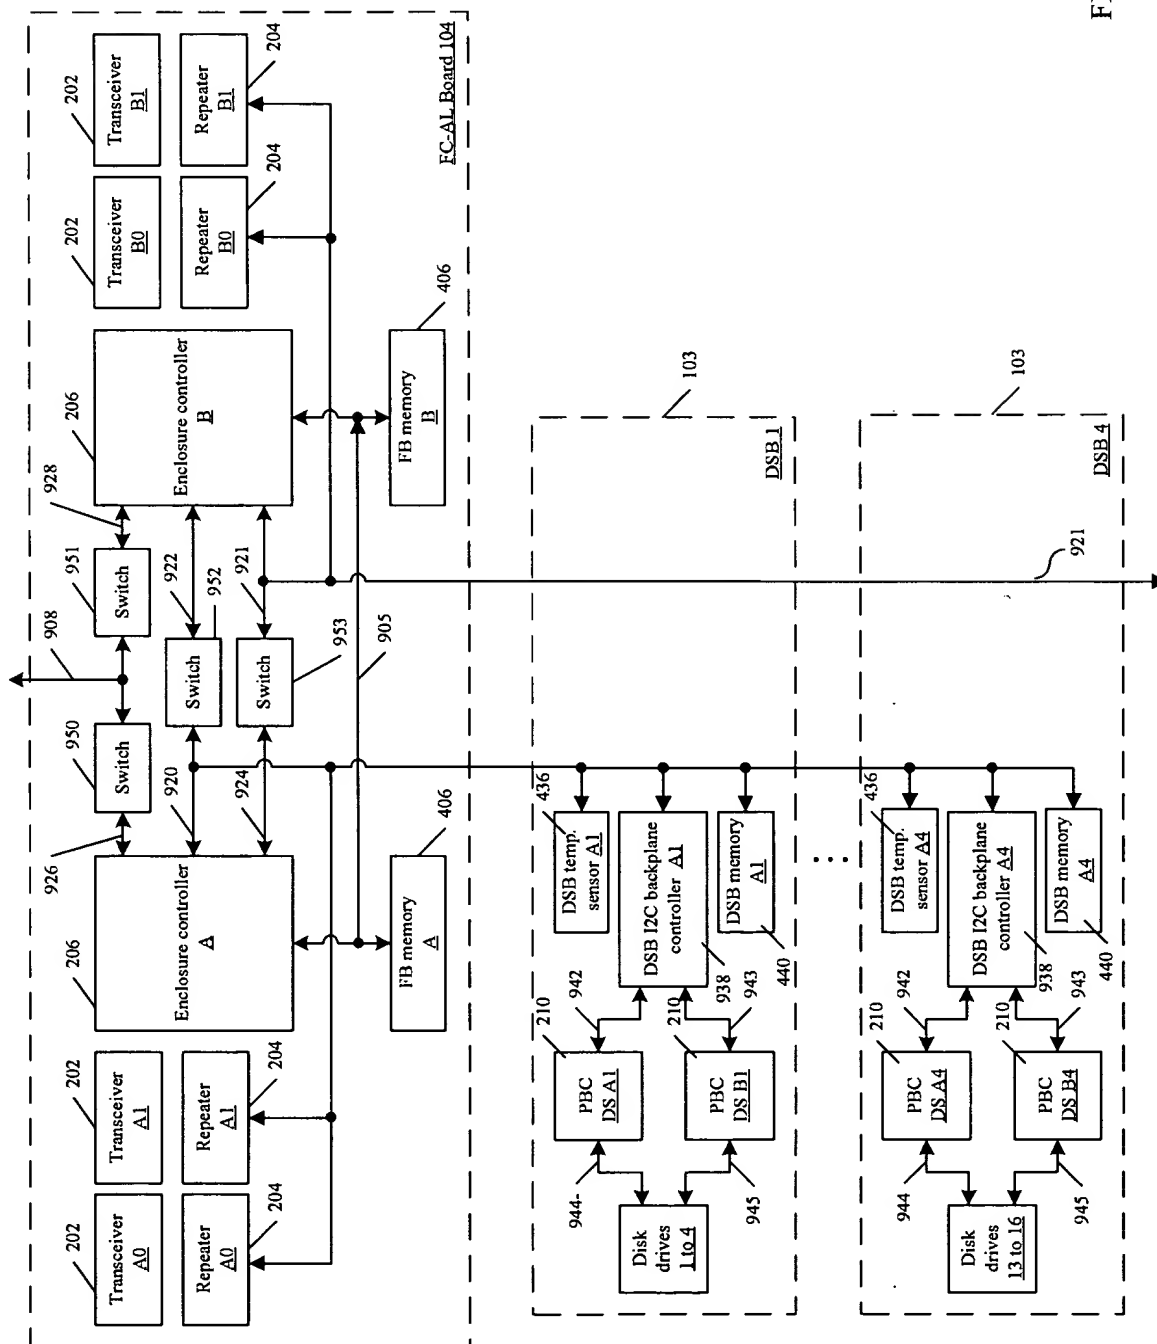 202
Transceiver
A0
202
Transceiver
A1
Repeater
A0
204
Repeater
A1
204
206
Enclosure controller
A
926
950
Switch
908
951
Switch
928
920
922
Switch
952
924
921
Switch
953
905
206
Enclosure controller
B
FB memory
A
406
FB memory
B
406
202
Transceiver
B0
202
Transceiver
B1
Repeater
B0
204
Repeater
B1
204
FC-AL Board 104
103
DSB 1
436
DSB temp.
sensor A1
DSB I2C backplane
controller A1
938
DSB memory
A1
440
210
942
PBC
DS A1
210
943
PBC
DS B1
944-
945
Disk
drives
1 to 4
...
103
DSB 4
436
DSB temp.
sensor A4
DSB I2C backplane
controller A4
938
DSB memory
A4
440
210
942
PBC
DS A4
210
943
PBC
DS B4
944
945
Disk
drives
13 to 16
921